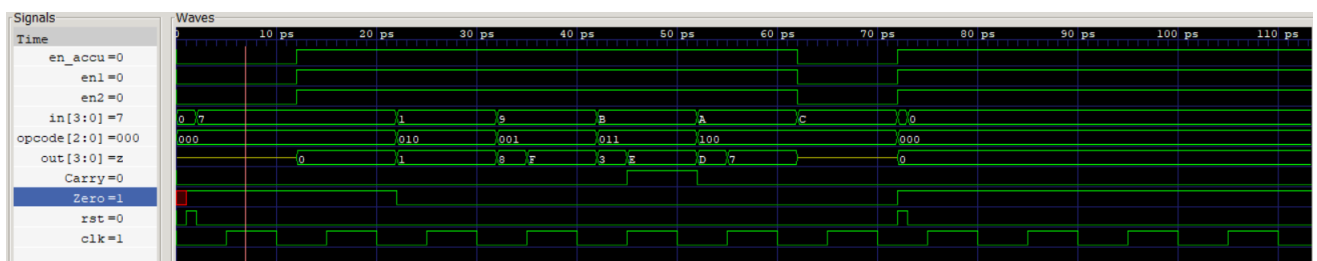 Signals
Waves
Time
0 10 ps 20 ps 30 ps 40 ps 50 ps 60 ps 70 ps 80 ps 90 ps 100 ps 110 ps
en_accu=0
en1=0
en2=0
in[3:0]=7 0 7 1 9 B A C 0
opcode[2:0]=000 000 010 001 011 100 000
out[3:0]=z 0 1 8 F 3 E D 7 0
Carry=0
Zero=1
rst=0
clk=1